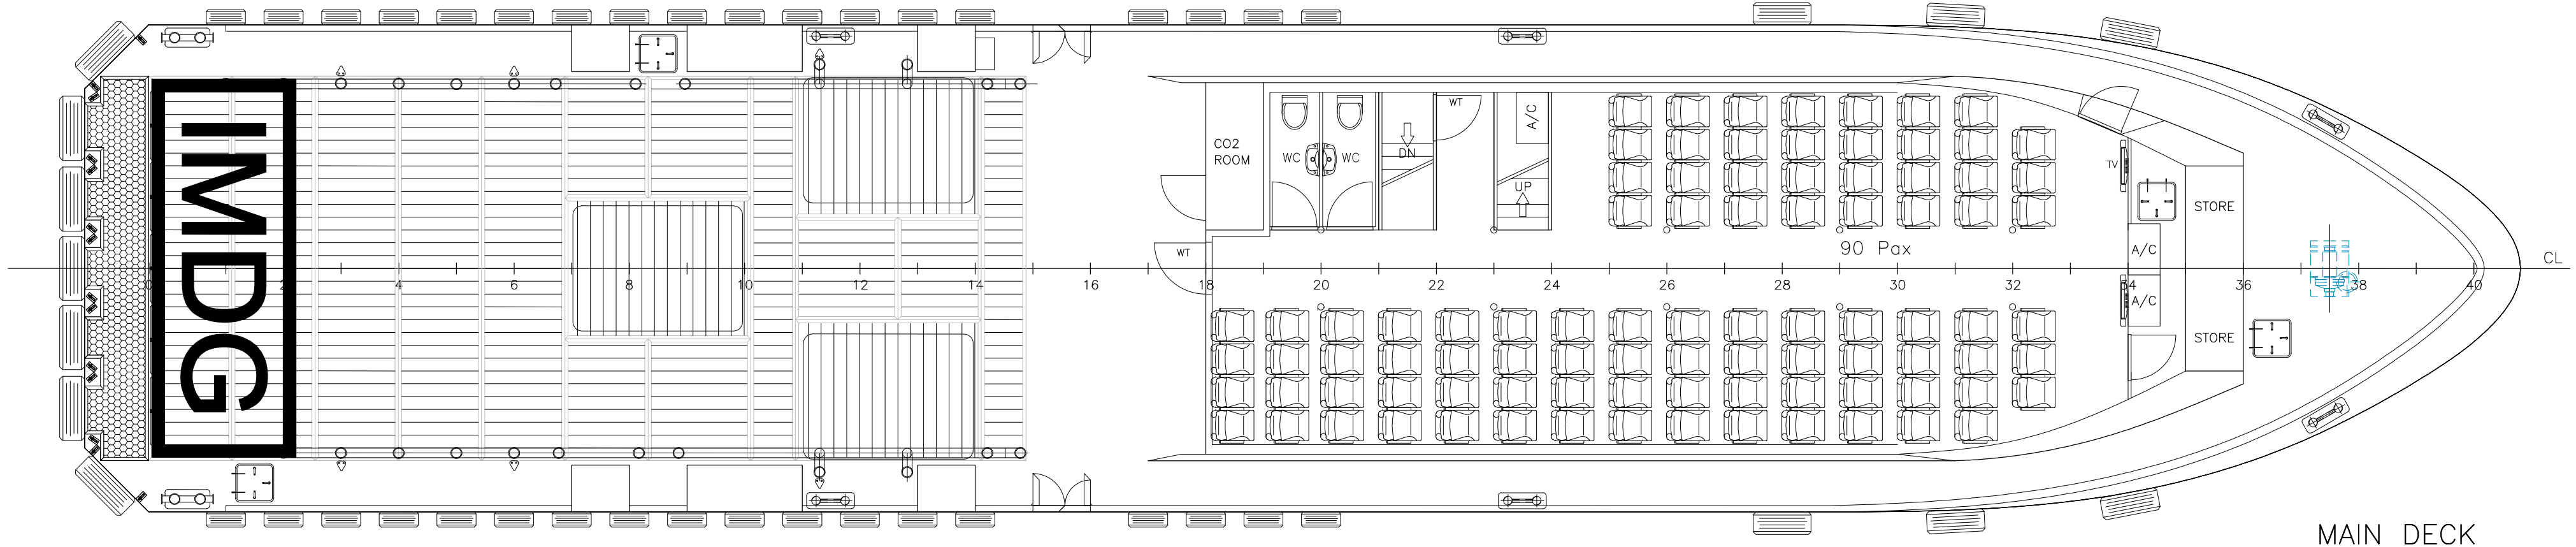 IMDG
CO2
ROOM
WC
WC
DN
WT
A/C
UP
TV
STORE
90 Pax
A/C
CL
WT
0
2
4
6
8
10
12
14
16
18
20
22
24
26
28
30
32
34
36
38
40
A/C
STORE
MAIN DECK